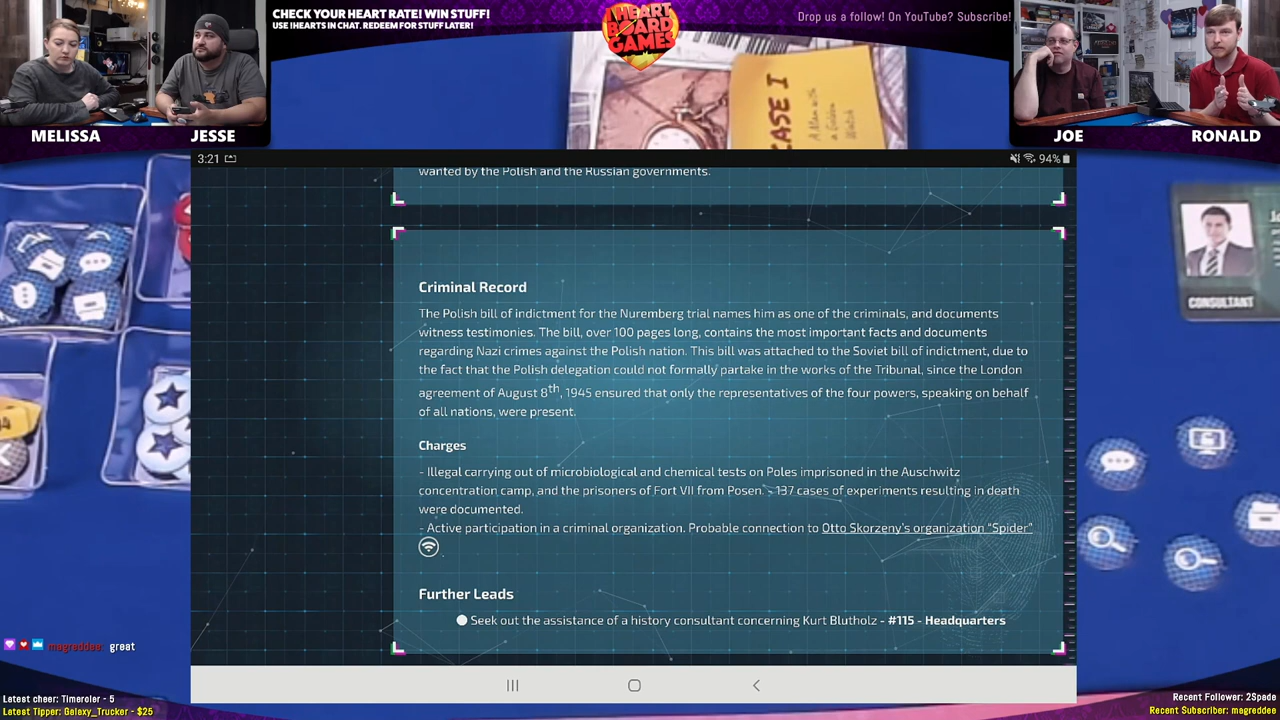 CHECK YOUR HEART RATE! WIN STUFF!
USE !HEARTS IN CHAT. REDEEM FOR STUFF LATER!
I HEART
BOARD
GAMES
Drop us a follow! On YouTube? Subscribe!
CASE I
MELISSA
JESSE
JOE
RONALD
3:21
94%
wanted by the Polish and the Russian governments.
Criminal Record
The Polish bill of indictment for the Nuremberg trial names him as one of the criminals, and documents
witness testimonies. The bill, over 100 pages long, contains the most important facts and documents
regarding Nazi crimes against the Polish nation. This bill was attached to the Soviet bill of indictment, due to
the fact that the Polish delegation could not formally partake in the works of the Tribunal, since the London
agreement of August 8th, 1945 ensured that only the representatives of the four powers, speaking on behalf
of all nations, were present.
Charges
- Illegal carrying out of microbiological and chemical tests on Poles imprisoned in the Auschwitz
concentration camp, and the prisoners of Fort VII from Posen. - 137 cases of experiments resulting in death
were documented.
- Active participation in a criminal organization. Probable connection to Otto Skorzeny's organization "Spider"
Further Leads
Seek out the assistance of a history consultant concerning Kurt Blutholz - #115 - Headquarters
CONSULTANT
magreddee great
Latest cheer: Timeroler - 5
Latest Tipper: Galexy_Trucker - $25
Recent Follower: 2Spade
Recent Subscriber: magreddee